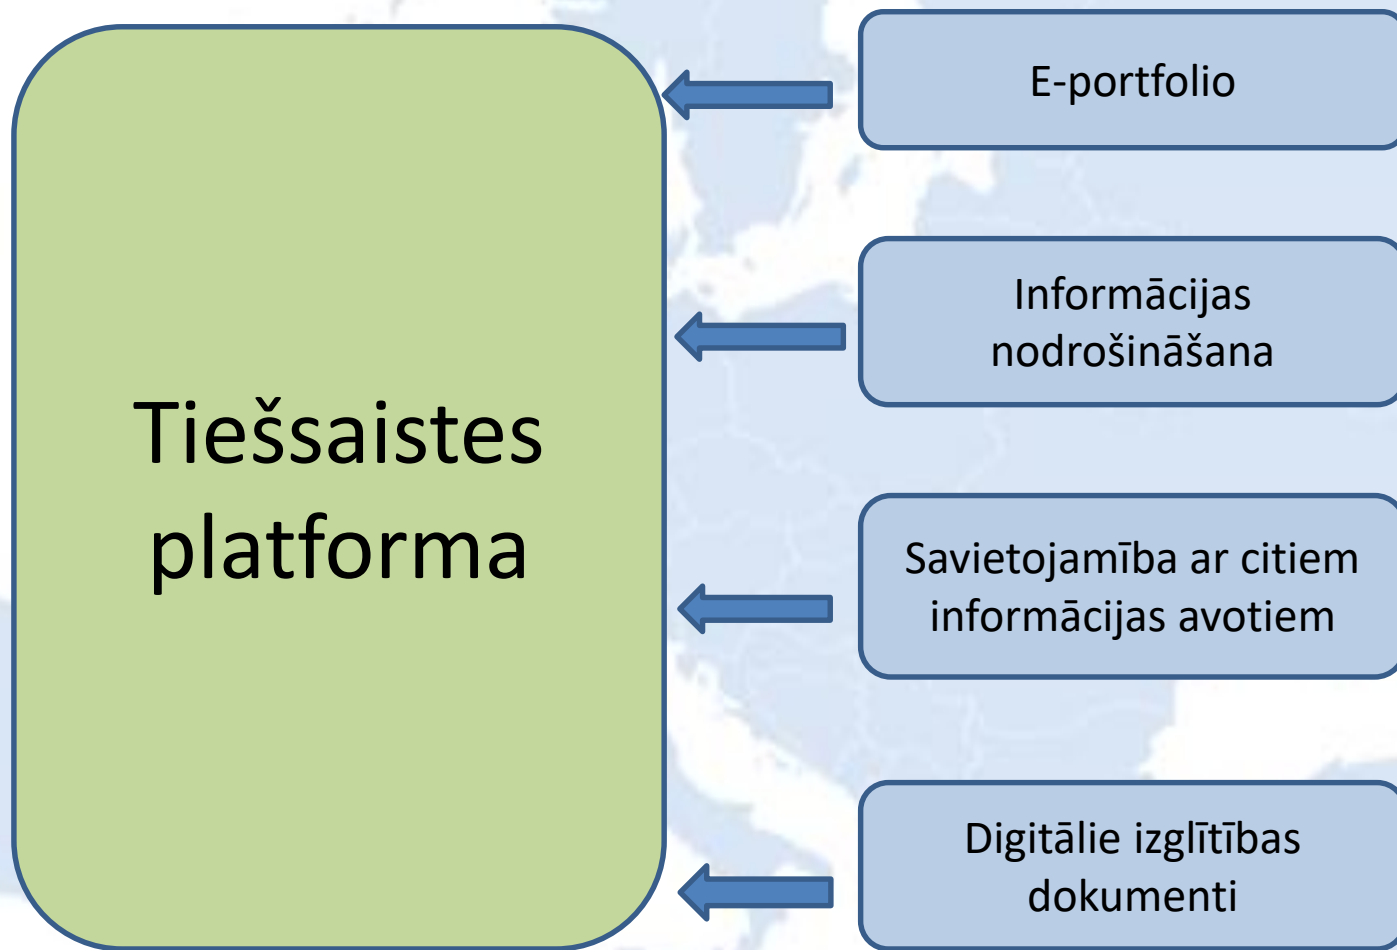 Tiešsaistes
platforma
E-portfolio
Informācijas
nodrošināšana
Savietojamība ar citiem
informācijas avotiem
Digitālie izglītības
dokumenti